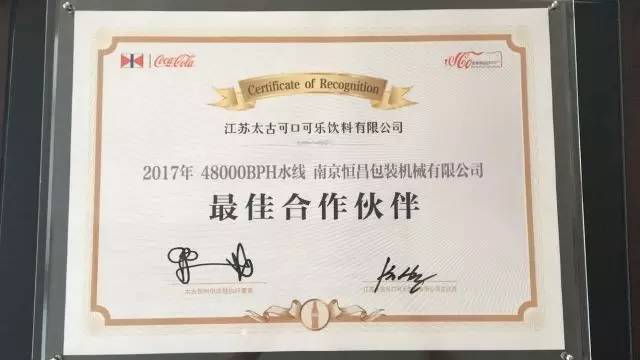 Coca-Cola
Certificate of Recognition
江苏太古可口可乐饮料有限公司
2017年 48000BPH水线 南京恒昌包装机械有限公司
最佳合作伙伴